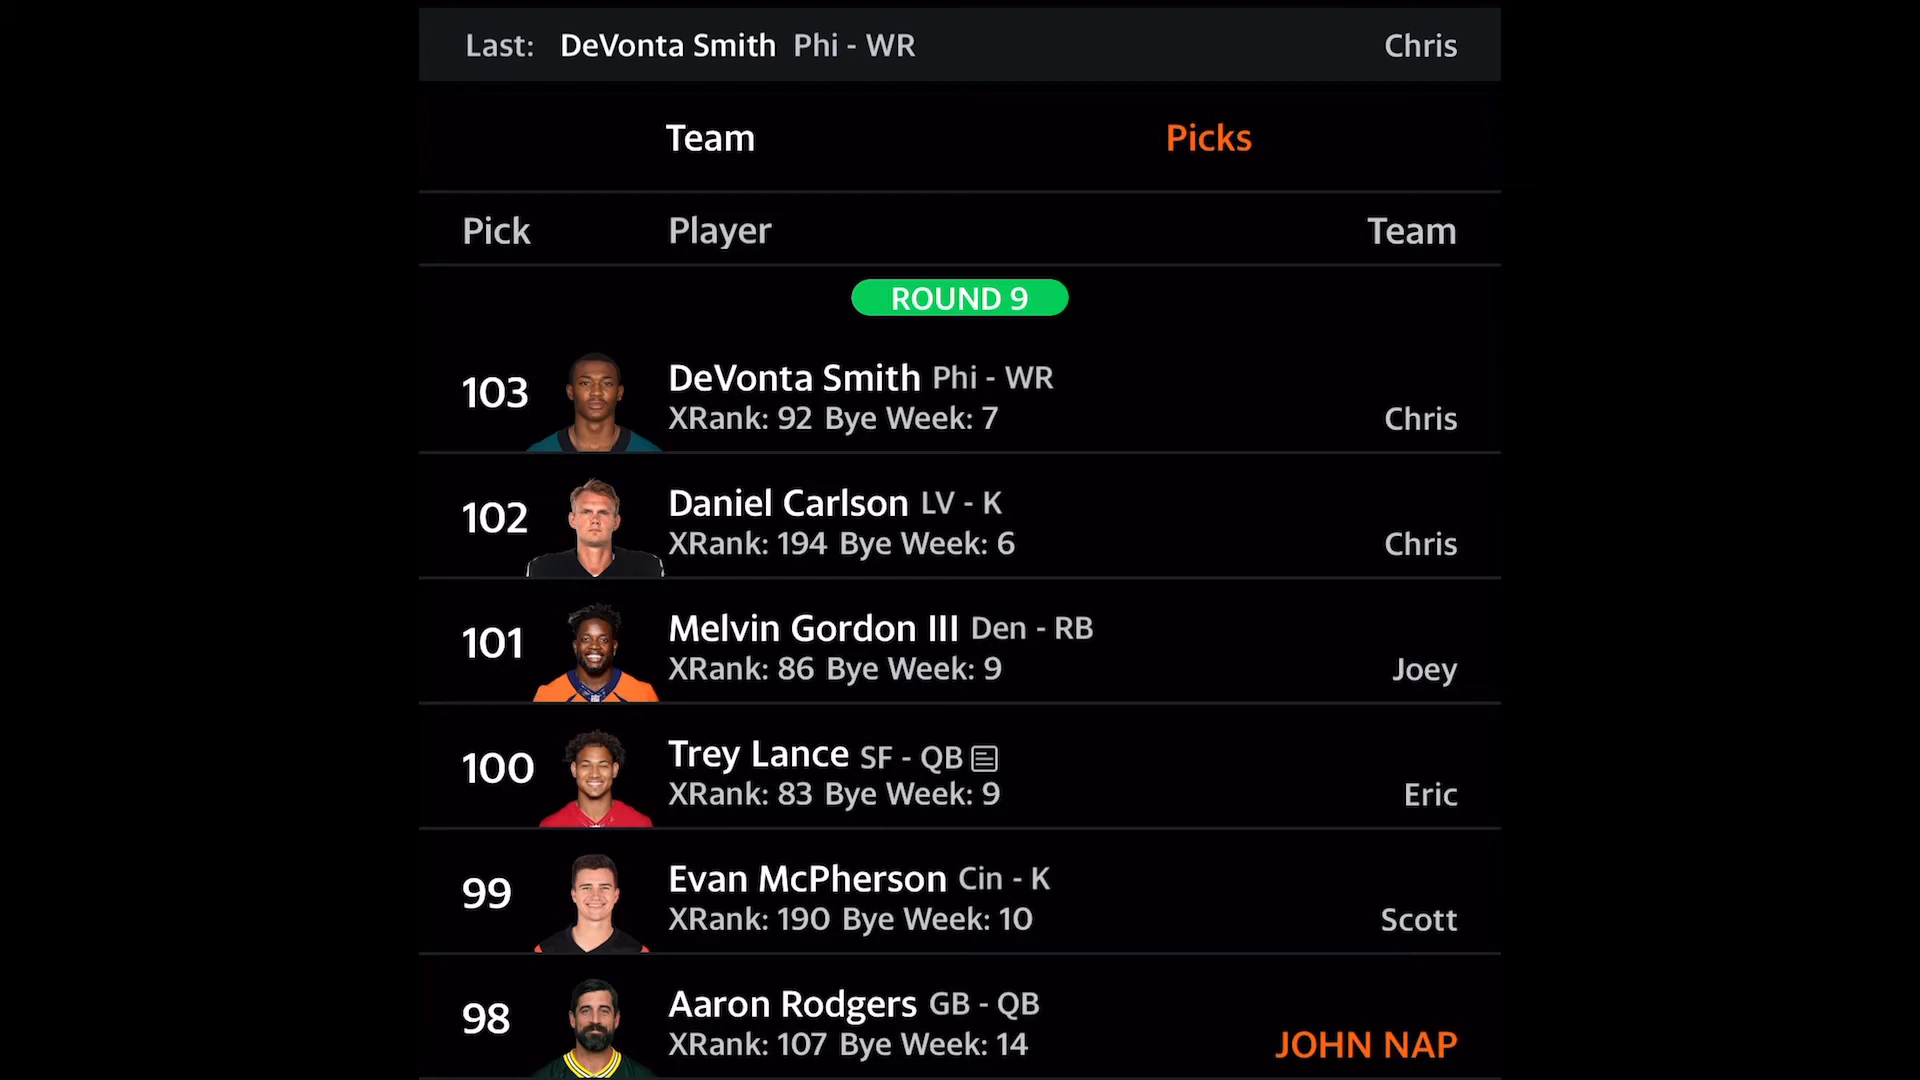 Last: DeVonta Smith Phi - WR Chris
Team Picks
Pick Player Team
ROUND 9
103 DeVonta Smith Phi - WR
XRank: 92 Bye Week: 7 Chris
102 Daniel Carlson LV - K
XRank: 194 Bye Week: 6 Chris
101 Melvin Gordon III Den - RB
XRank: 86 Bye Week: 9 Joey
100 Trey Lance SF - QB
XRank: 83 Bye Week: 9 Eric
99 Evan McPherson Cin - K
XRank: 190 Bye Week: 10 Scott
98 Aaron Rodgers GB - QB
XRank: 107 Bye Week: 14 JOHN NAP